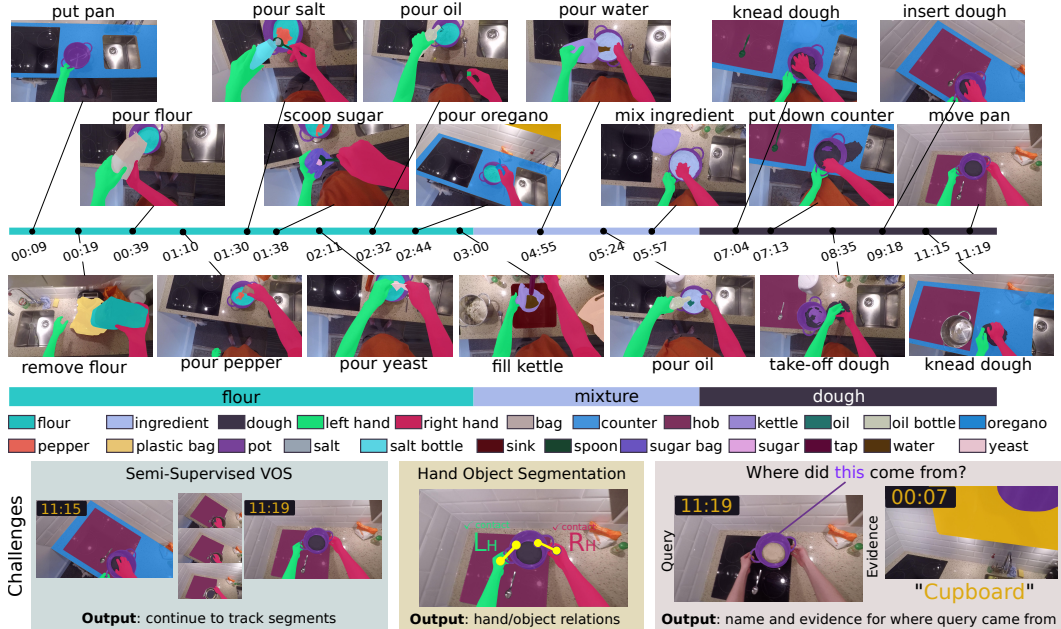 put pan
pour salt
pour oil
pour water
knead dough
insert dough
pour flour
scoop sugar
pour oregano
mix ingredient
put down counter
move pan
00:09
00:19
00:39
01:10
01:30
01:38
02:11
02:32
02:44
03:00
04:55
05:24
05:57
07:04
07:13
08:35
09:18
11:15
11:19
remove flour
pour pepper
pour yeast
fill kettle
pour oil
take-off dough
knead dough
flour
mixture
dough
flour
ingredient
dough
left hand
right hand
bag
counter
hob
kettle
oil
oil bottle
oregano
pepper
plastic bag
pot
salt
salt bottle
sink
spoon
sugar bag
sugar
tap
water
yeast
Challenges
Semi-Supervised VOS
11:15
11:19
Output: continue to track segments
Hand Object Segmentation
✓ contact
✓ contact
LH
RH
Output: hand/object relations
Where did this come from?
Query
11:19
Evidence
00:07
"Cupboard"
Output: name and evidence for where query came from